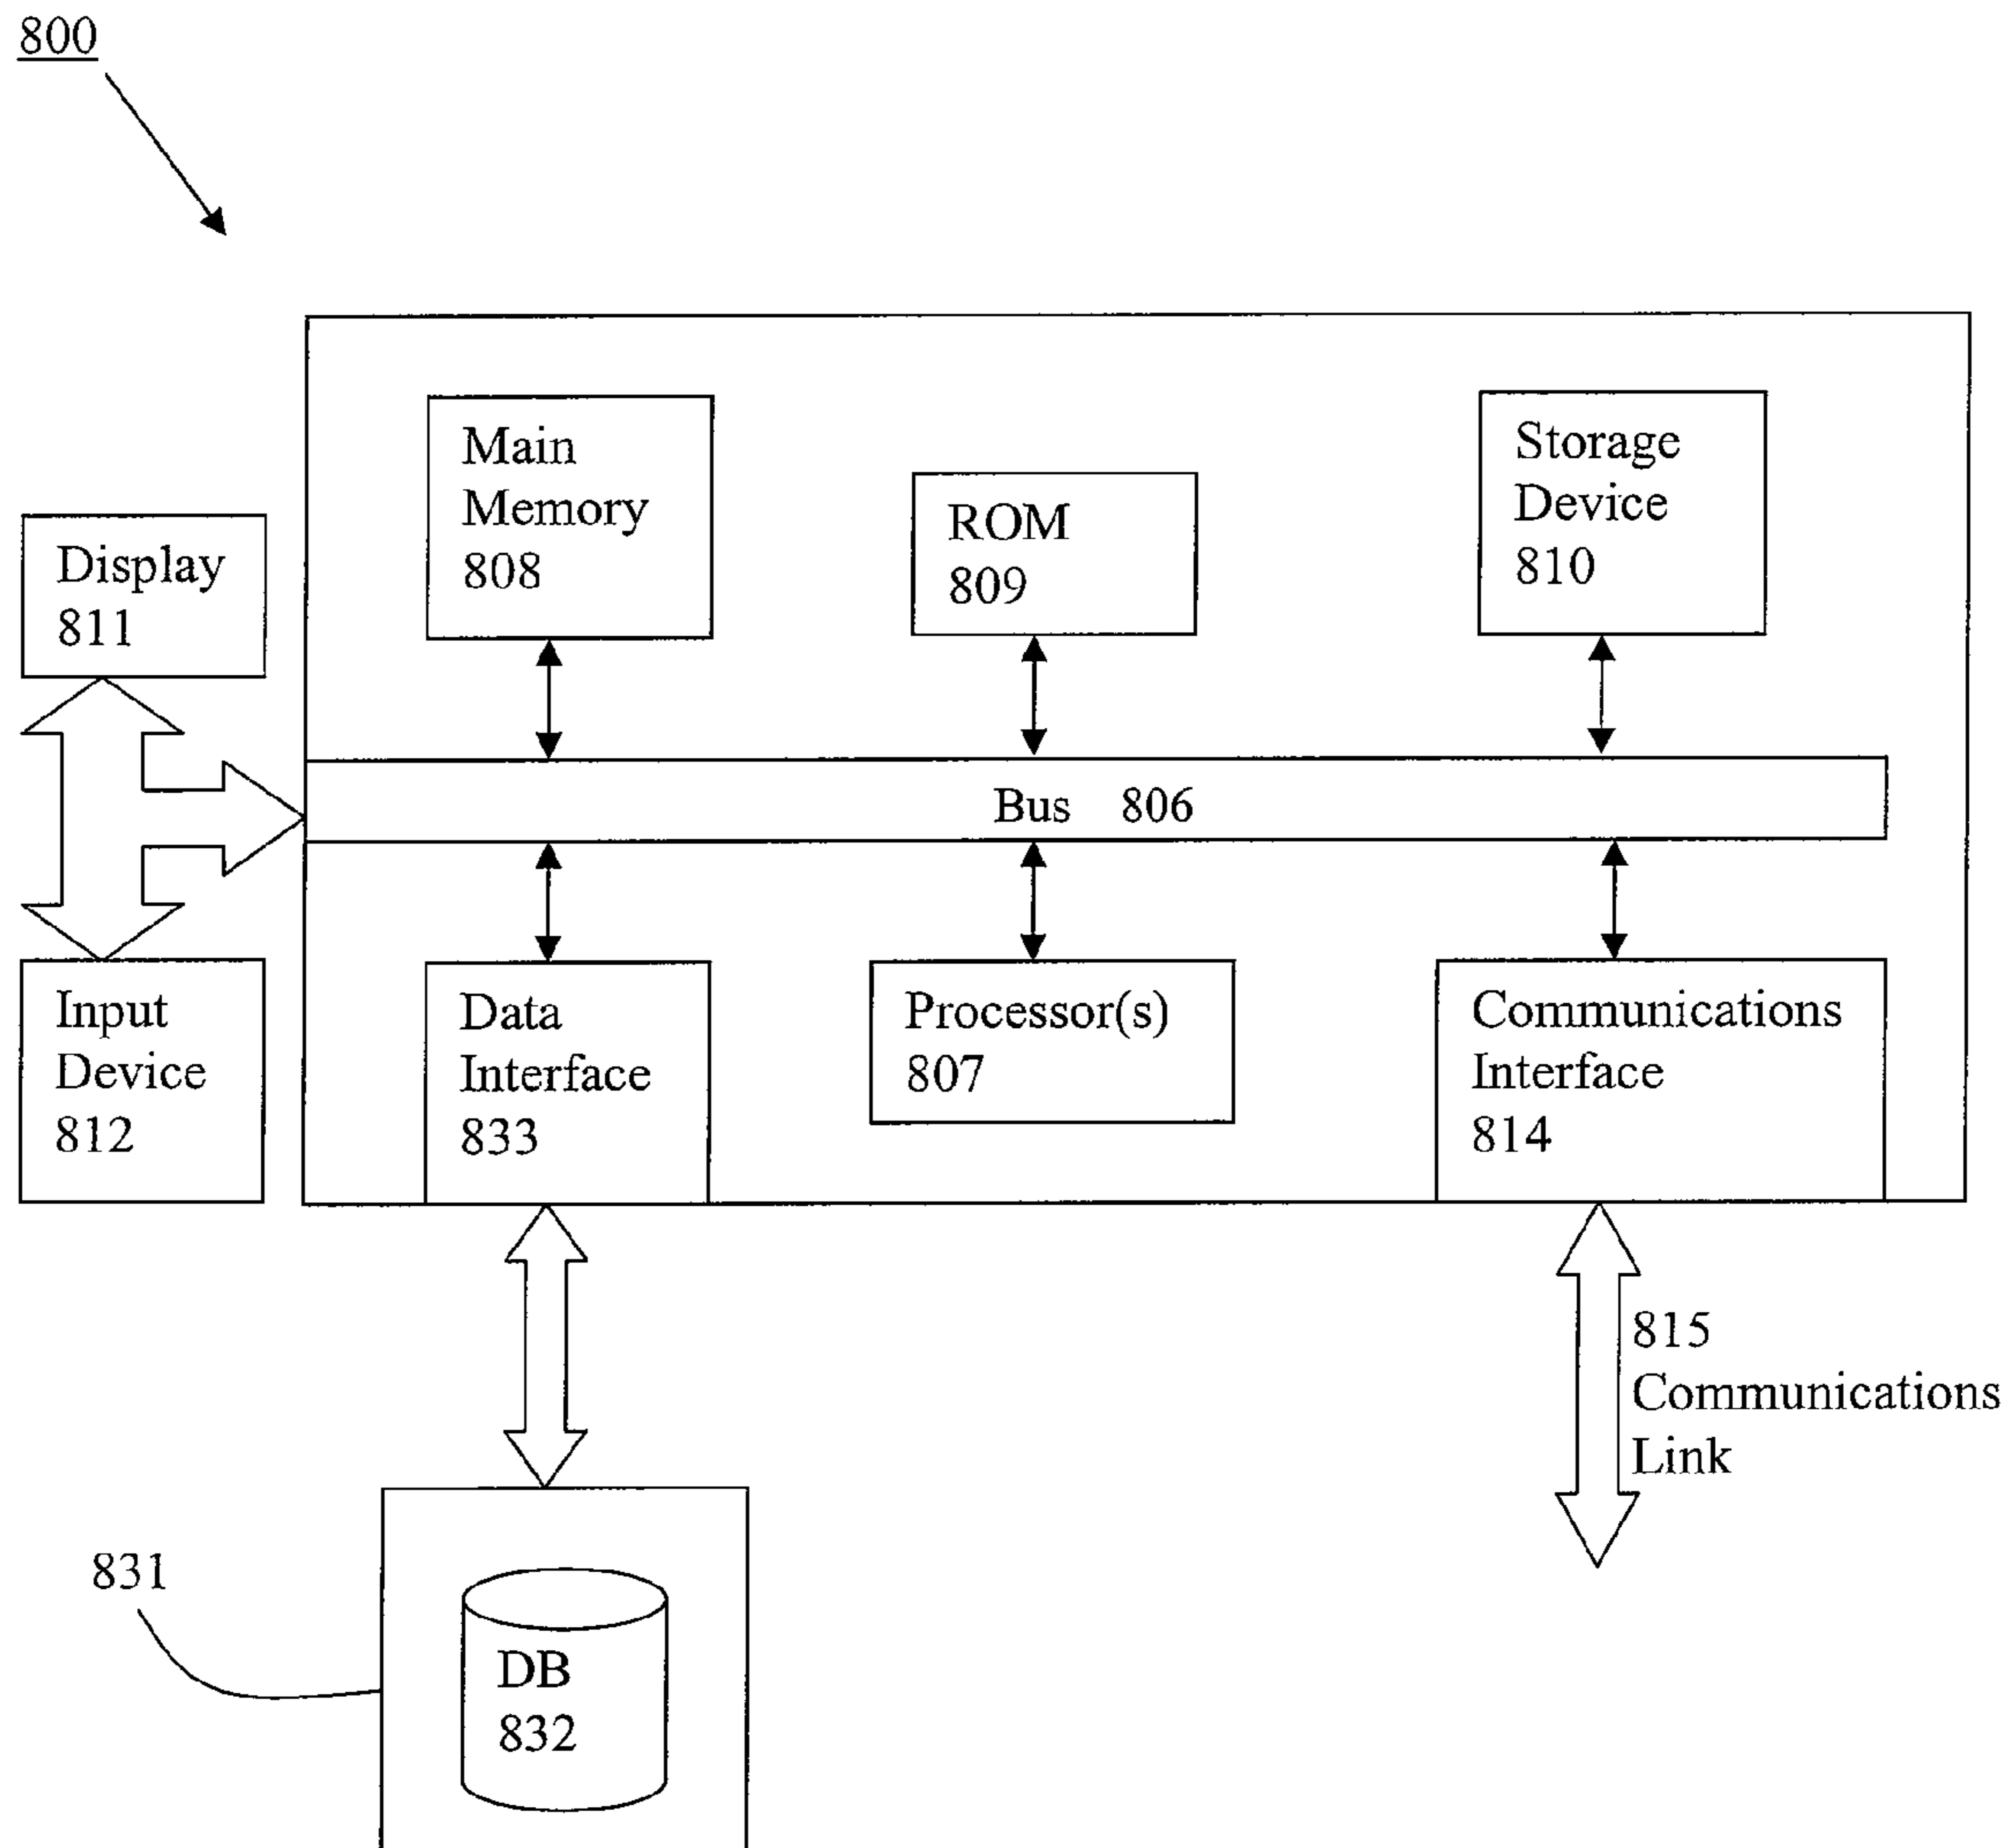 800
Main
Memory
808
ROM
809
Storage
Device
810
Display
811
Bus 806
Input
Device
812
Data
Interface
833
Processor(s)
807
Communications
Interface
814
815
Communications
Link
831
DB
832